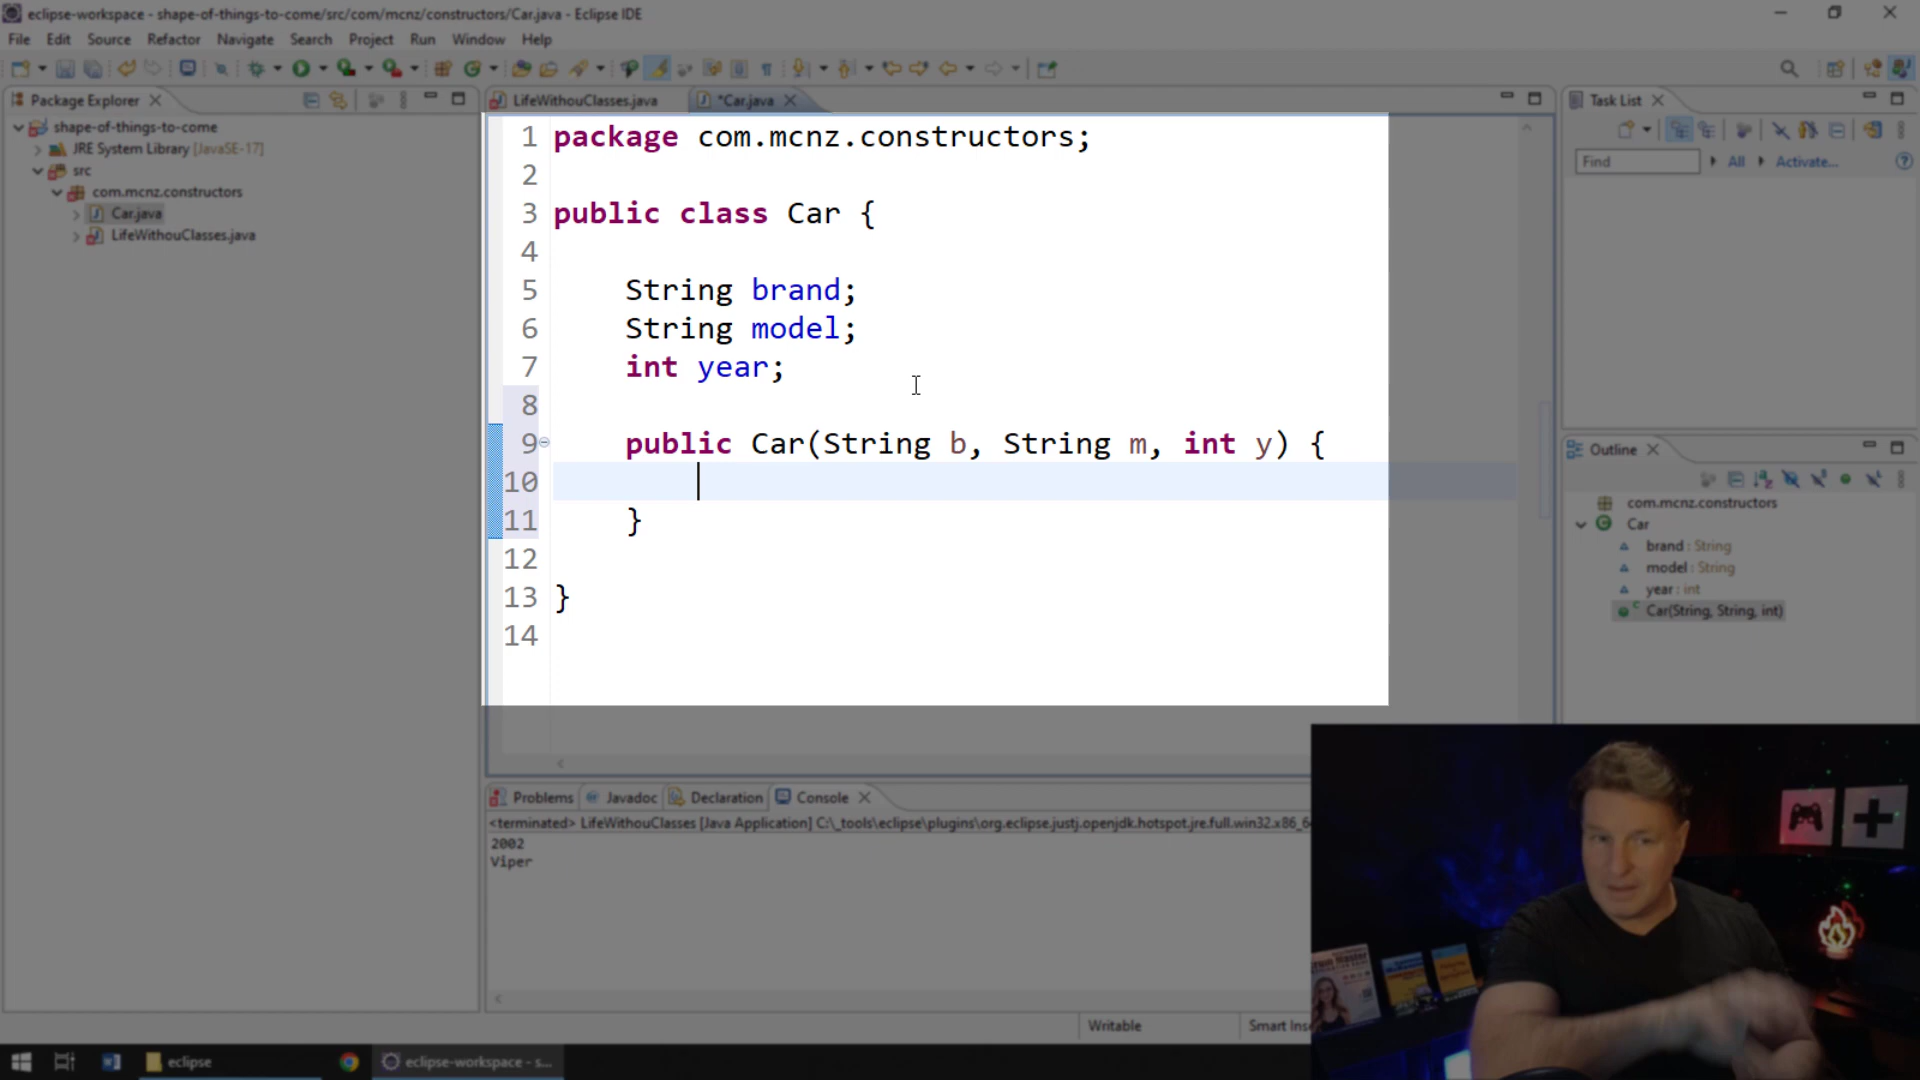 eclipse-workspace - shape-of-things-to-come/src/com/mcnz/constructors/Car.java - Eclipse IDE
File Edit Source Refactor Navigate Search Project Run Window Help
Package Explorer
shape-of-things-to-come
JRE System Library [JavaSE-17]
src
com.mcnz.constructors
Car.java
LifeWithouClasses.java
LifeWithouClasses.java *Car.java
1 package com.mcnz.constructors;
2
3 public class Car {
4
5 String brand;
6 String model;
7 int year;
8
9 public Car(String b, String m, int y) {
10
11 }
12
13 }
14
Task List
Find All Activate...
Outline
com.mcnz.constructors
Car
brand : String
model : String
year : int
Car(String, String, int)
Problems Javadoc Declaration Console
<terminated> LifeWithouClasses [Java Application] C:\_tools\eclipse\plugins\org.eclipse.justj.openjdk.hotspot.jre.full.win32.x86_6
2002
Viper
Writable Smart Inse
eclipse eclipse-workspace - s...